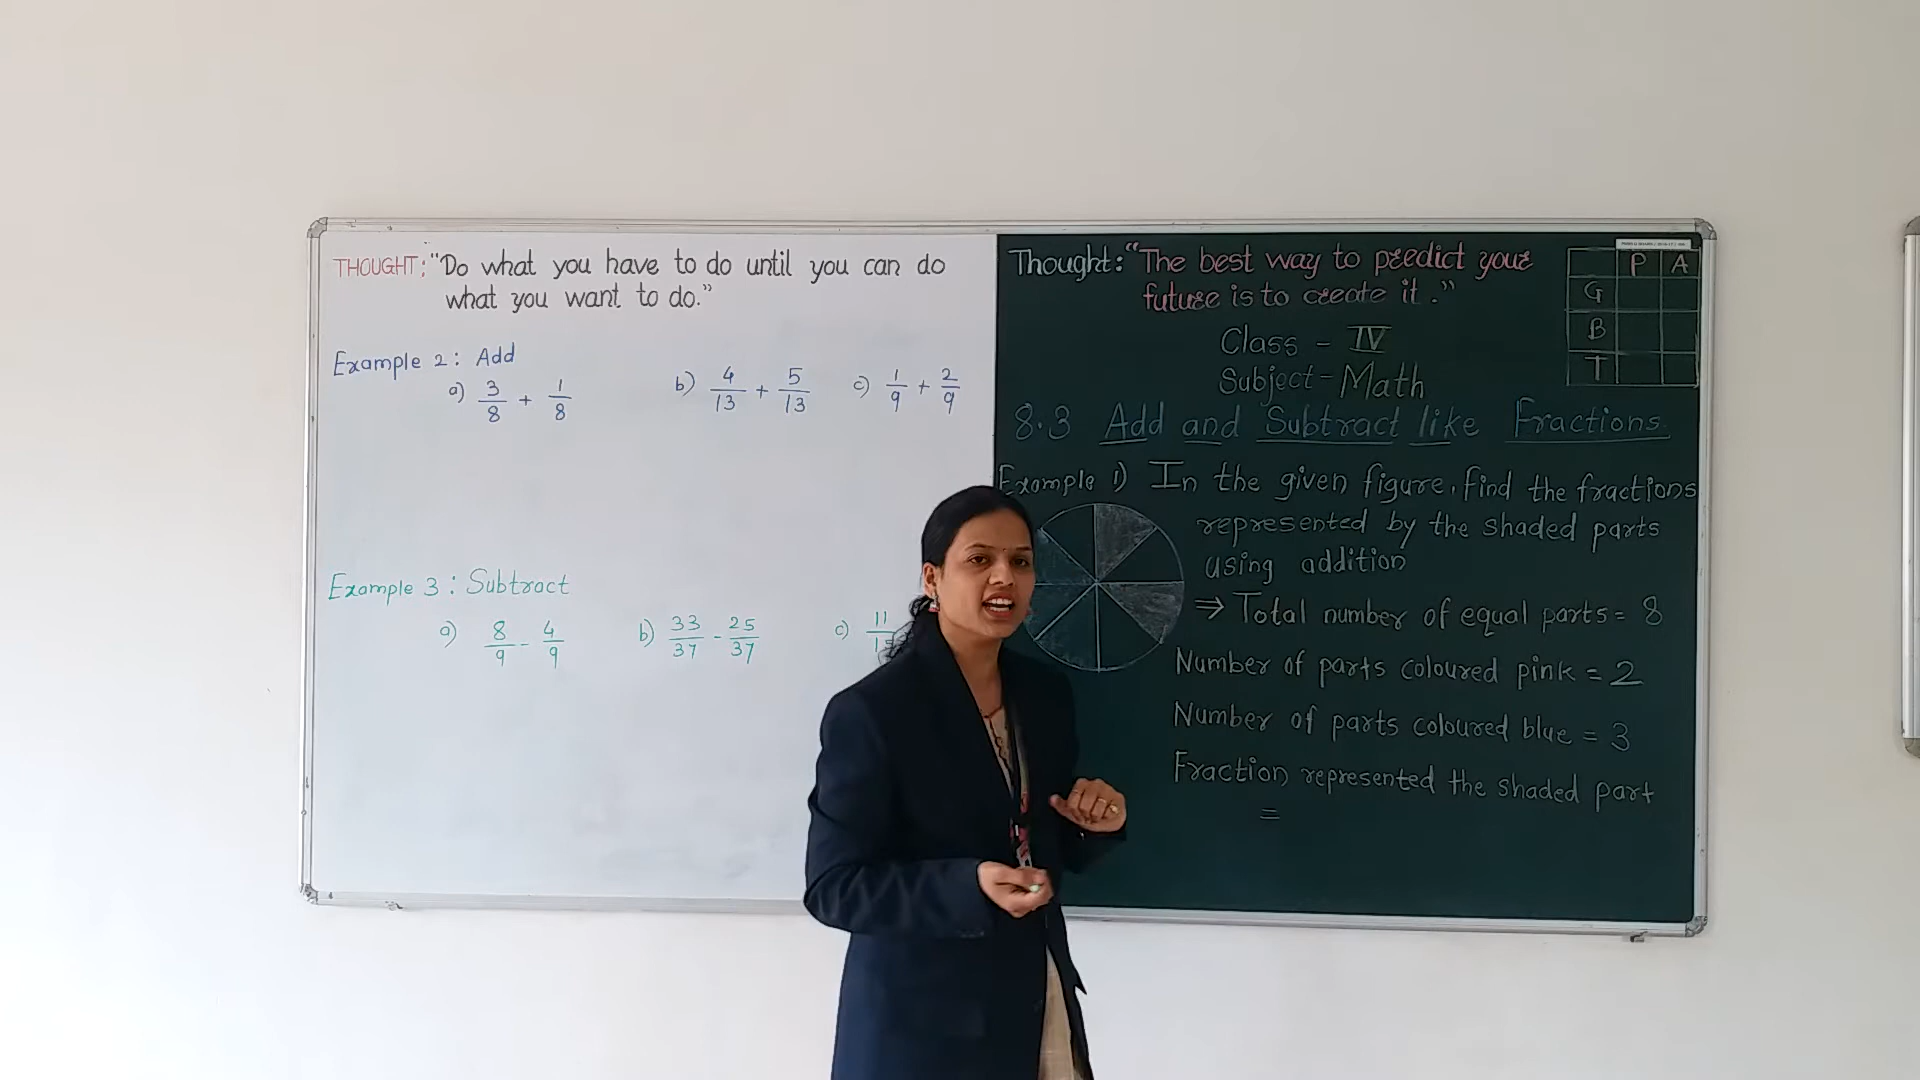 THOUGHT: "Do what you have to do until you can do
what you want to do."
Example 2: Add
a) 3/8 + 1/8 b) 4/13 + 5/13 c) 1/9 + 2/9
Example 3: Subtract
a) 8/9 - 4/9 b) 33/37 - 25/37 c) 11/
Thought: "The best way to predict your
future is to create it."
P A
G
B
T
Class - IV
Subject - Math
8.3 Add and Subtract like Fractions.
Example 1) In the given figure, find the fractions
represented by the shaded parts
using addition
⇒ Total number of equal parts = 8
Number of parts coloured pink = 2
Number of parts coloured blue = 3
Fraction represented the shaded part
=